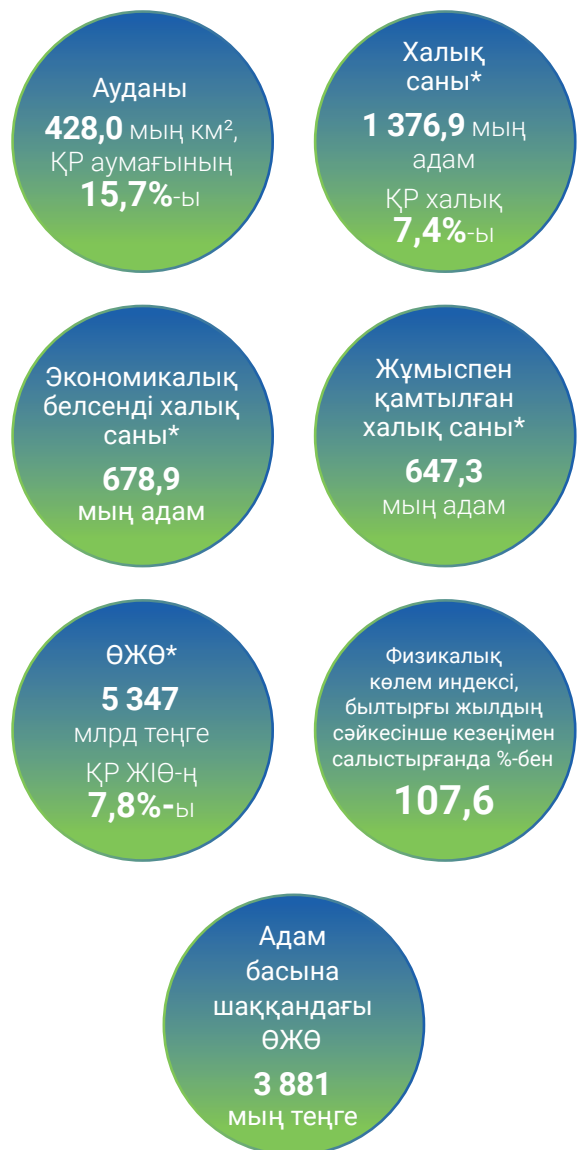 Ауданы
428,0 мың км²,
ҚР аумағының
15,7%-ы
Халық
саны*
1 376,9 мың
адам
ҚР халық
7,4%-ы
Экономикалық
белсенді халық
саны*
678,9
мың адам
Жұмыспен
қамтылған
халық саны*
647,3
мың адам
ӨЖӨ*
5 347
млрд теңге
ҚР ЖІӨ-ң
7,8%-ы
Физикалық
көлем индексі,
былтырғы жылдың
сәйкесінше кезеңімен
салыстырғанда %-бен
107,6
Адам
басына
шаққандағы
ӨЖӨ
3 881
мың теңге